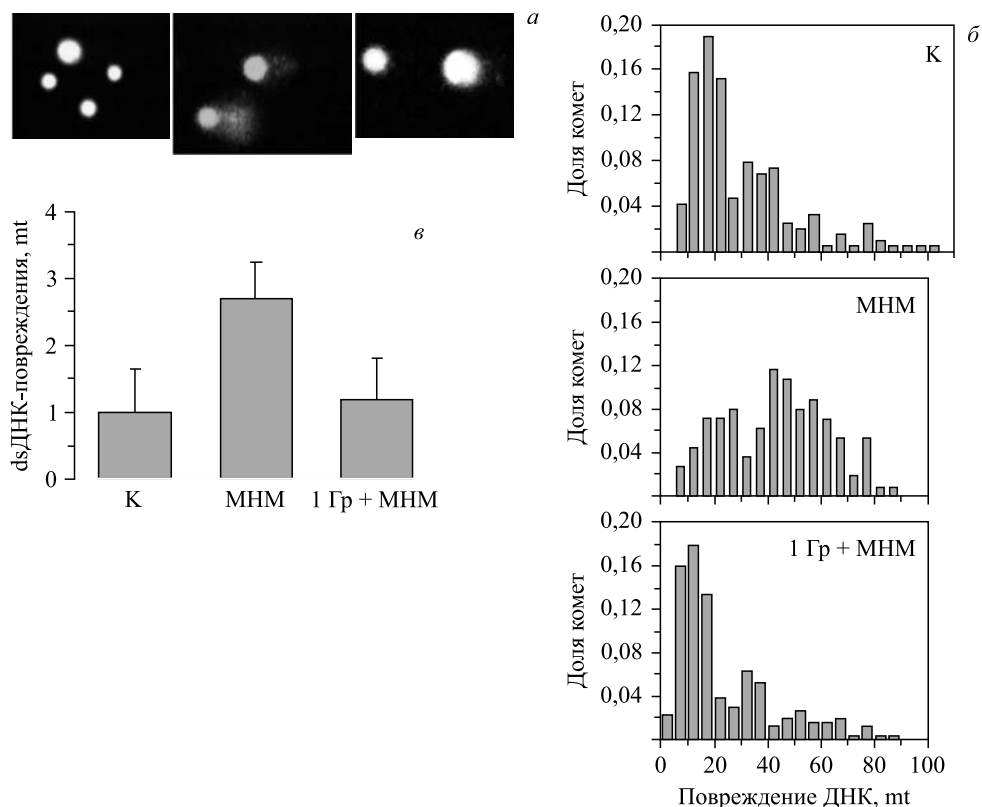 а
б
K
Доля комет
0,20
0,16
0,12
0,08
0,04
в
dsДНК-повреждения, mt
4
3
2
1
0
K
МНМ
1 Гр + МНМ
МНМ
Доля комет
0,20
0,16
0,12
0,08
0,04
1 Гр + МНМ
Доля комет
0,20
0,16
0,12
0,08
0,04
0 20 40 60 80 100
Повреждение ДНК, mt